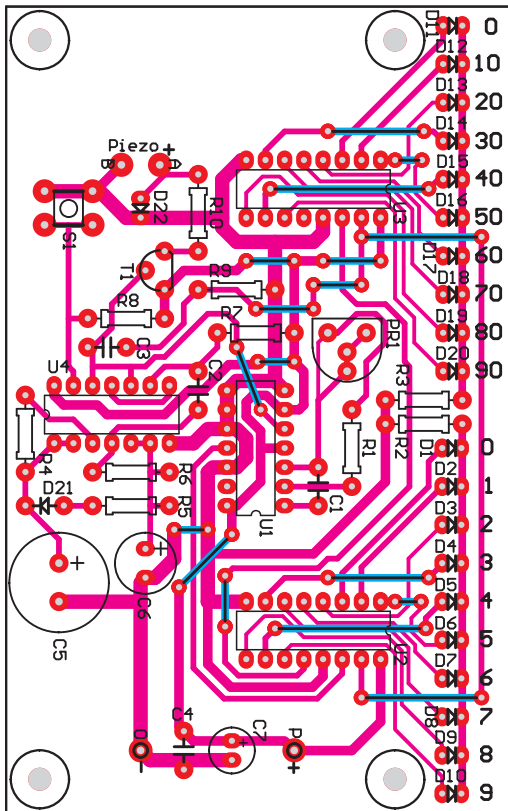 D11 0
D12 10
D13 20
D14 30
D15 40
D16 50
D17 60
D18 70
D19 80
D20 90
Piezo
B + A
D22
R10
U3
S1
T1
R9
R8
R7
C3
PR1
U4
C2
R3
R2
D1 0
D2 1
D3 2
D4 3
D5 4
D6 5
D7 6
D8 7
D9 8
D10 9
R4
R6
R1
D21
R5
C1
U1
+ C5
+ C6
U2
C4
C7 +
0 -
P +